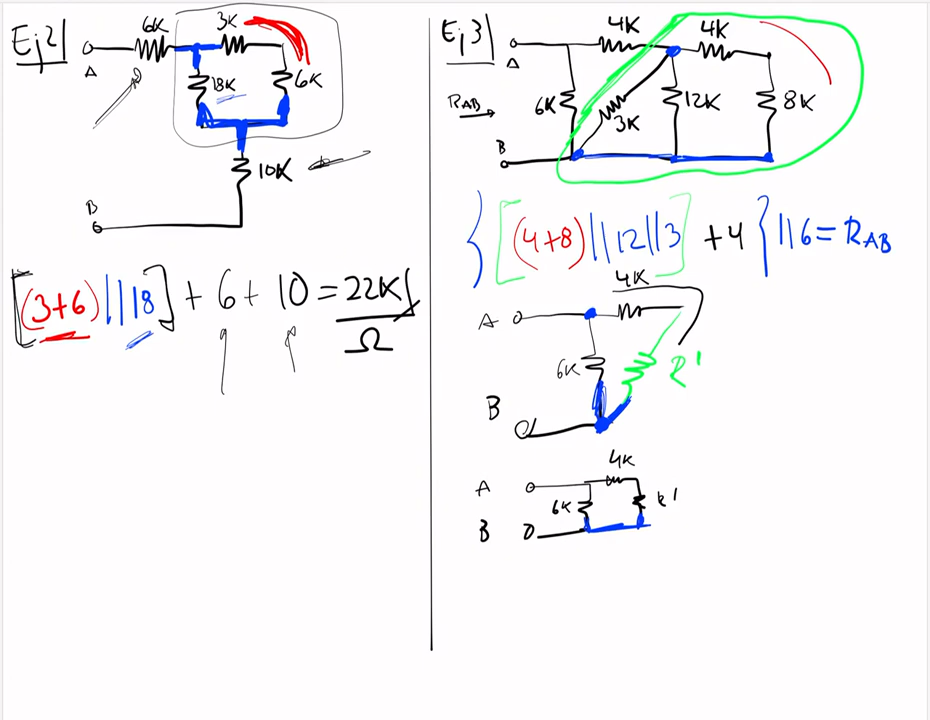 Ej2|
6K
3K
A
18K
6K
10K
B
[(3+6)||18] + 6 + 10 = 22K
Ω
Ej3|
4K
4K
A
RAB
6K
3K
12K
8K
B
{[(4+8)||12||3] + 4}||6 = RAB
4K
A
6K
R'
B
4K
A
6K
R'
B